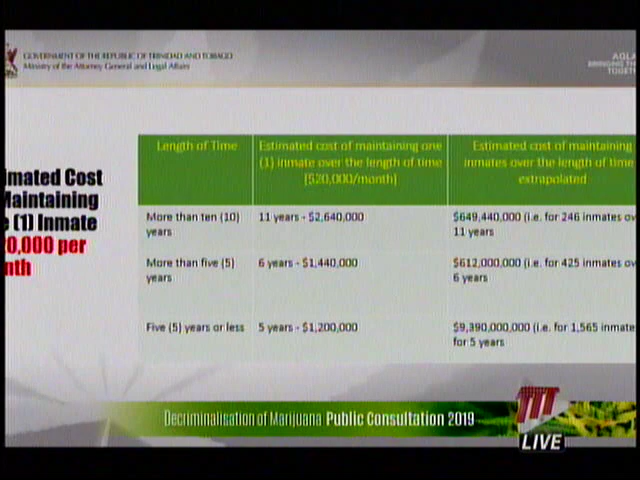 GOVERNMENT OF THE REPUBLIC OF TRINIDAD AND TOBAGO
Ministry of the Attorney General and Legal Affairs
AGLA
BRINGING TH
TOGETH
imated Cost
Maintaining
e (1) Inmate
20,000 per
nth
Length of Time
Estimated cost of maintaining one
(1) inmate over the length of time
[$20,000/month]
Estimated cost of maintaining
inmates over the length of time
extrapolated
More than ten (10)
years
11 years - $2,640,000
$649,440,000 (i.e. for 246 inmates ov
11 years
More than five (5)
years
6 years - $1,440,000
$612,000,000 (i.e. for 425 inmates ov
6 years
Five (5) years or less
5 years - $1,200,000
$9,390,000,000 (i.e. for 1,565 inmate
for 5 years
Decriminalisation of Marijuana Public Consultation 2019
TTT
LIVE